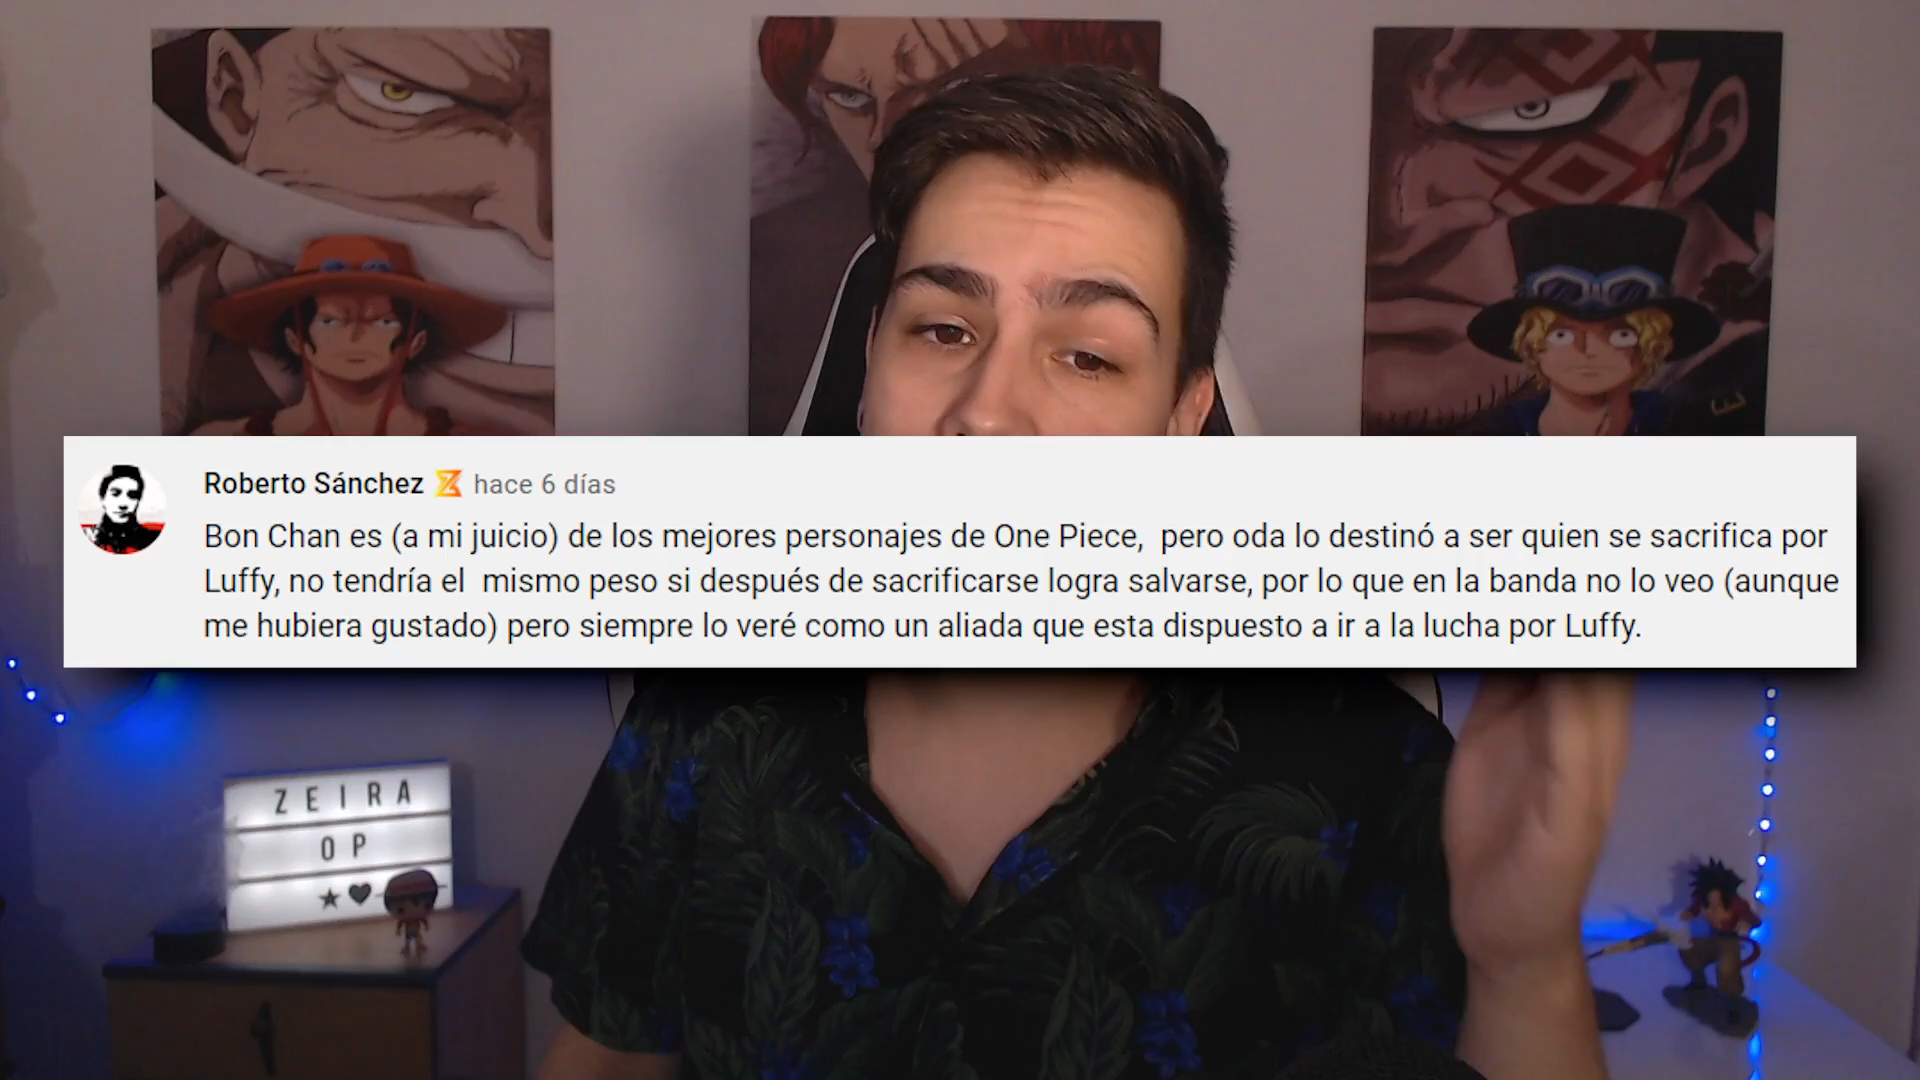 Roberto Sánchez hace 6 días
Bon Chan es (a mi juicio) de los mejores personajes de One Piece,  pero oda lo destinó a ser quien se sacrifica por
Luffy, no tendría el  mismo peso si después de sacrificarse logra salvarse, por lo que en la banda no lo veo (aunque
me hubiera gustado) pero siempre lo veré como un aliada que esta dispuesto a ir a la lucha por Luffy.
ZEIRA
OP
★♥